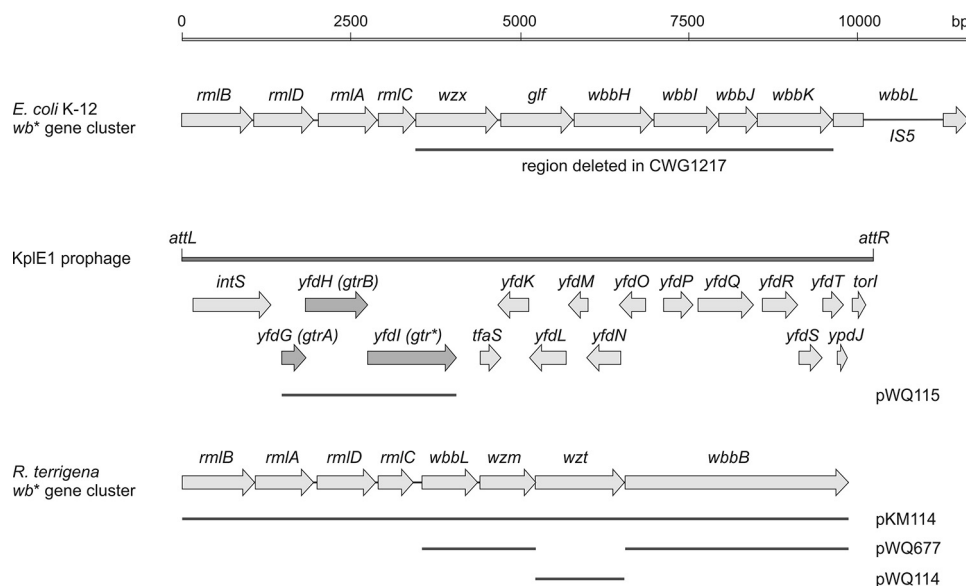 0 2500 5000 7500 10000 bp
rmlB rmlD rmlA rmlC wzx glf wbbH wbbI wbbJ wbbK wbbL
E. coli K-12
wb* gene cluster
IS5
region deleted in CWG1217
attL attR
KplE1 prophage
intS yfdH (gtrB) yfdK yfdM yfdO yfdP yfdQ yfdR yfdT torI
yfdG (gtrA) yfdI (gtr*) tfaS yfdL yfdN yfdS ypdJ
pWQ115
rmlB rmlA rmlD rmlC wbbL wzm wzt wbbB
R. terrigena
wb* gene cluster
pKM114
pWQ677
pWQ114